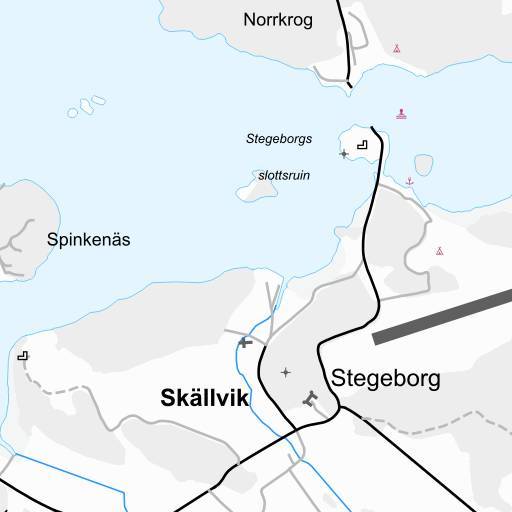 Norrkrog
Stegeborgs
slottsruin
Spinkenäs
Stegeborg
Skällvik